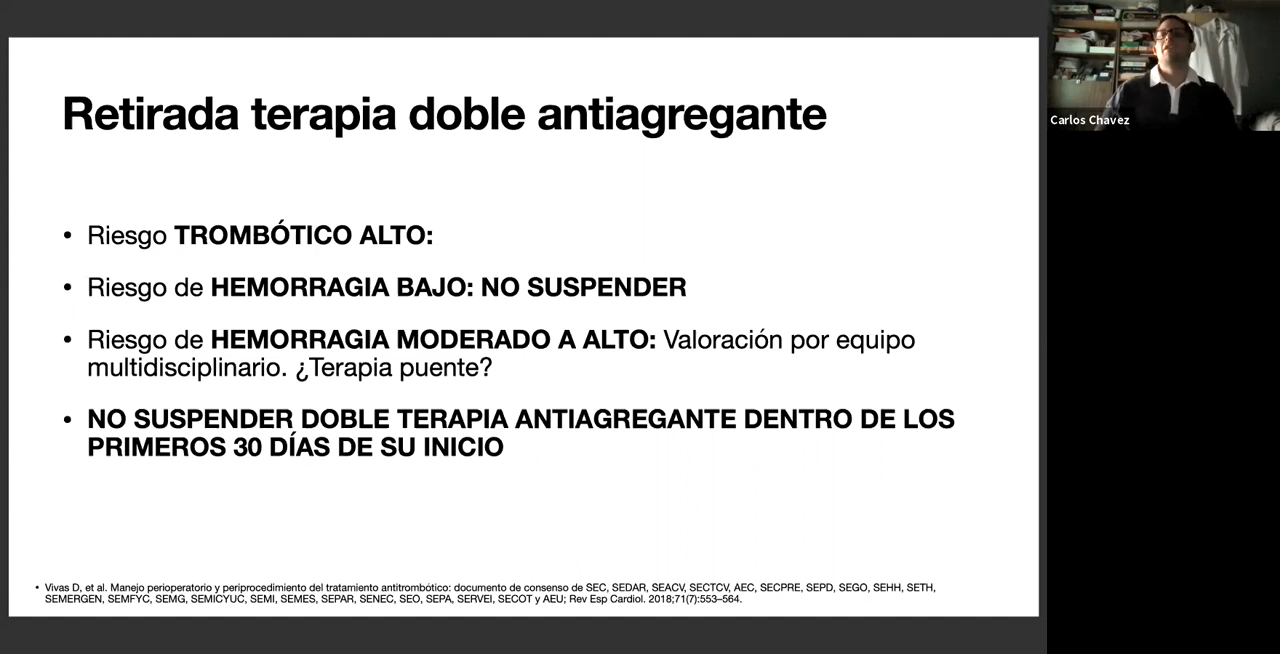 Retirada terapia doble antiagregante
• Riesgo TROMBÓTICO ALTO:
• Riesgo de HEMORRAGIA BAJO: NO SUSPENDER
• Riesgo de HEMORRAGIA MODERADO A ALTO: Valoración por equipo
multidisciplinario. ¿Terapia puente?
• NO SUSPENDER DOBLE TERAPIA ANTIAGREGANTE DENTRO DE LOS
PRIMEROS 30 DÍAS DE SU INICIO
• Vivas D, et al. Manejo perioperatorio y periprocedimiento del tratamiento antitrombótico: documento de consenso de SEC, SEDAR, SEACV, SECTCV, AEC, SECPRE, SEPD, SEGO, SEHH, SETH,
SEMERGEN, SEMFYC, SEMG, SEMICYUC, SEMI, SEMES, SEPAR, SENEC, SEO, SEPA, SERVEI, SECOT y AEU; Rev Esp Cardiol. 2018;71(7):553–564.
Carlos Chavez